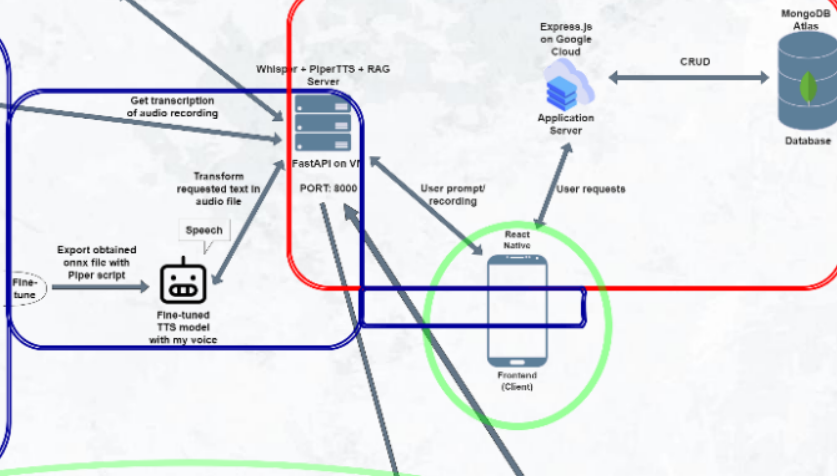 MongoDB
Atlas
Express.js
on Google
Cloud
CRUD
Whisper + PiperTTS + RAG
Server
Get transcription
of audio recording
Application
Server
Database
FastAPI on VM
Transform
requested text in
audio file
PORT: 8000
User prompt/
recording
User requests
Speech
React
Native
Export obtained
onnx file with
Piper script
Fine-
tune
Fine-tuned
TTS model
with my voice
Frontend
(Client)